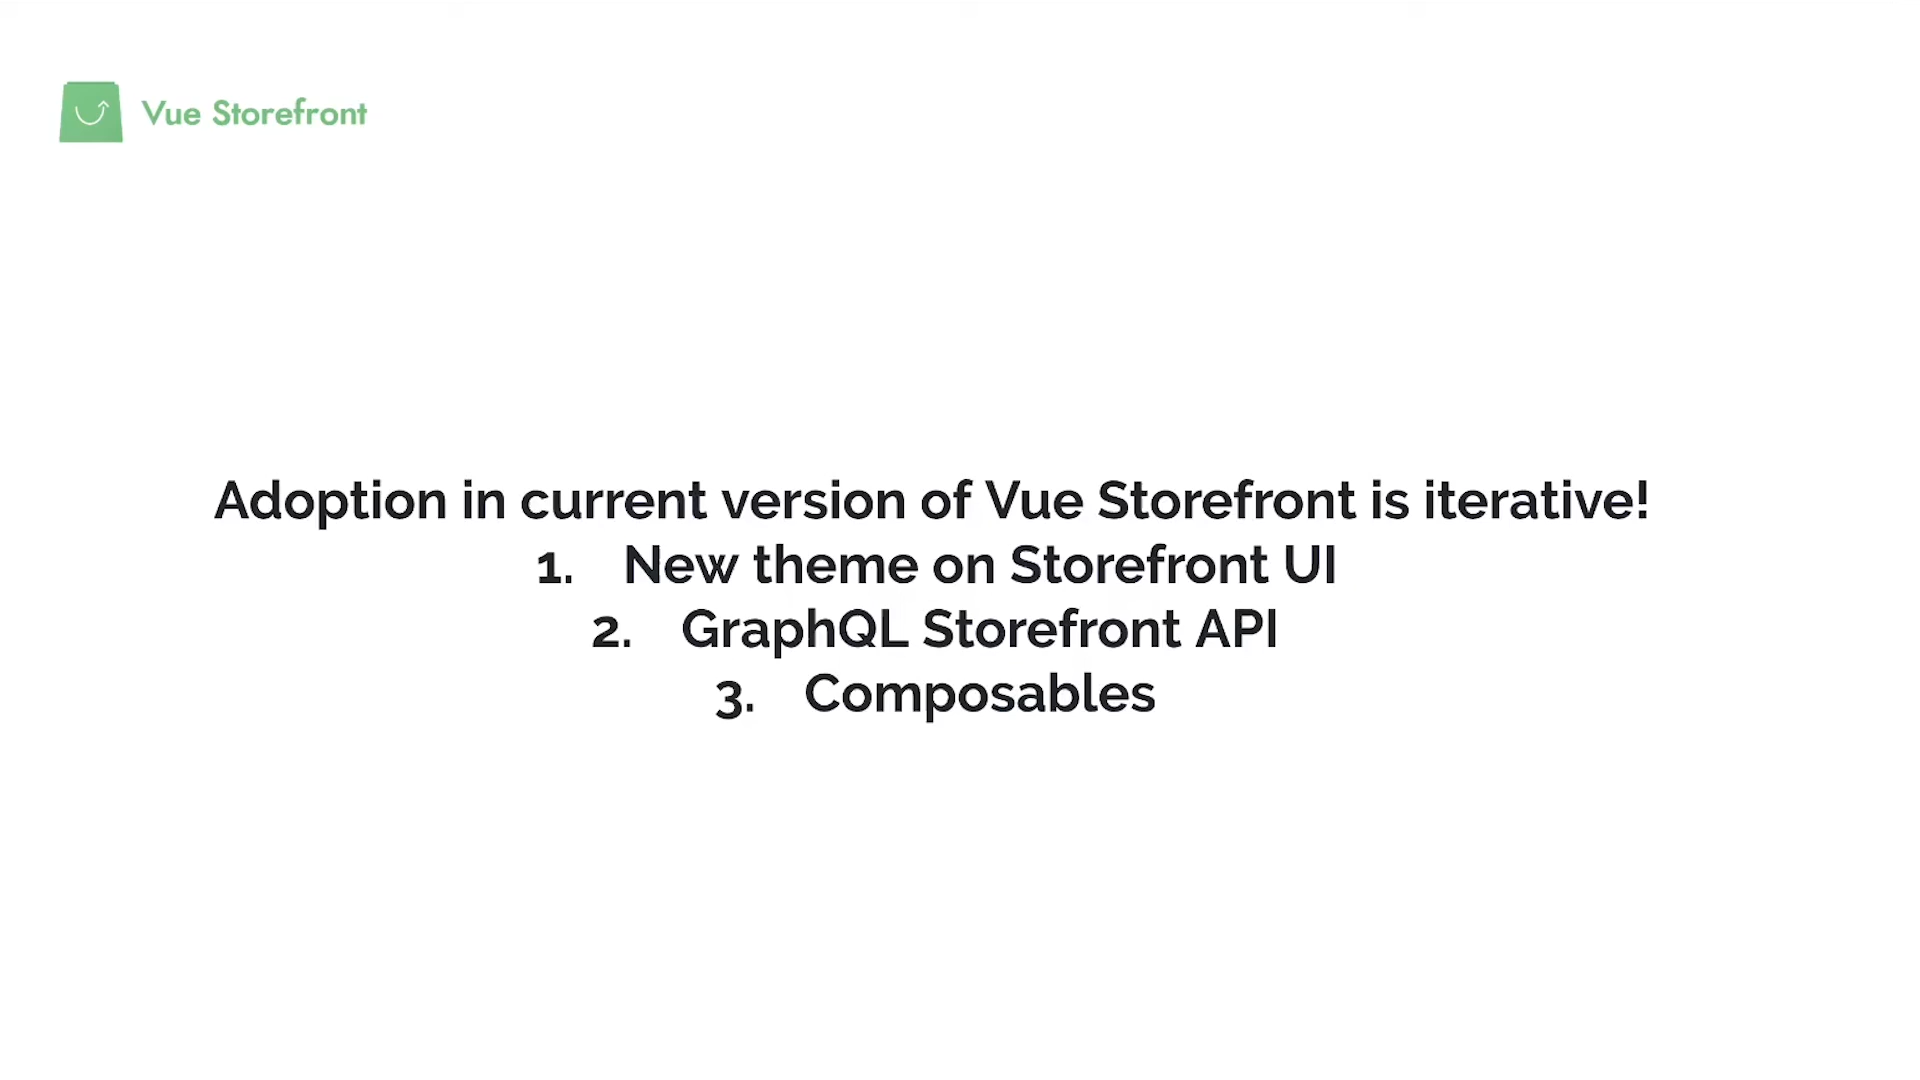 Vue Storefront
Adoption in current version of Vue Storefront is iterative!
1. New theme on Storefront UI
2. GraphQL Storefront API
3. Composables